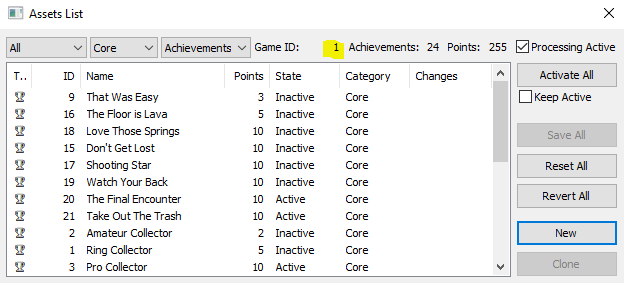 Assets List
All Core Achievements Game ID: 1 Achievements: 24 Points: 255 Processing Active
T.. ID Name Points State Category Changes
9 That Was Easy 3 Inactive Core
16 The Floor is Lava 5 Inactive Core
18 Love Those Springs 10 Inactive Core
15 Don't Get Lost 10 Inactive Core
17 Shooting Star 10 Inactive Core
19 Watch Your Back 10 Inactive Core
20 The Final Encounter 10 Active Core
21 Take Out The Trash 10 Active Core
2 Amateur Collector 2 Inactive Core
1 Ring Collector 5 Inactive Core
3 Pro Collector 10 Active Core
Activate All
Keep Active
Save All
Reset All
Revert All
New
Clone